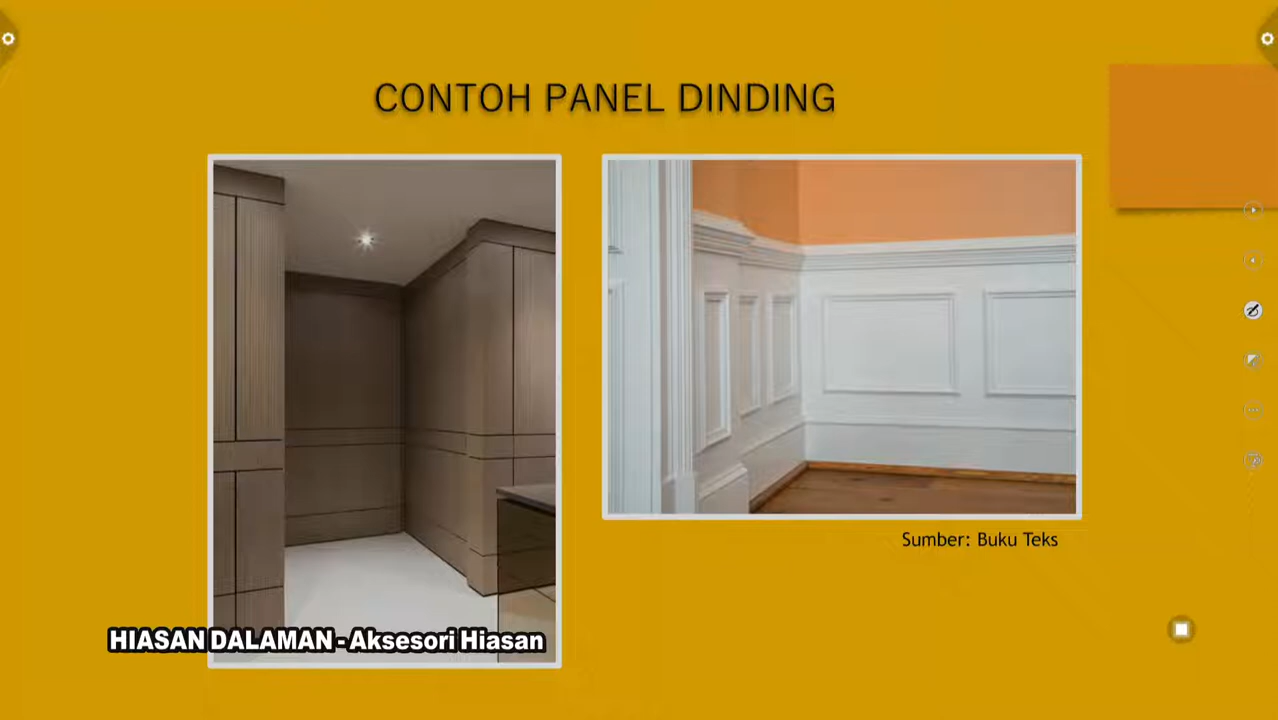 CONTOH PANEL DINDING
Sumber: Buku Teks
HIASAN DALAMAN - Aksesori Hiasan